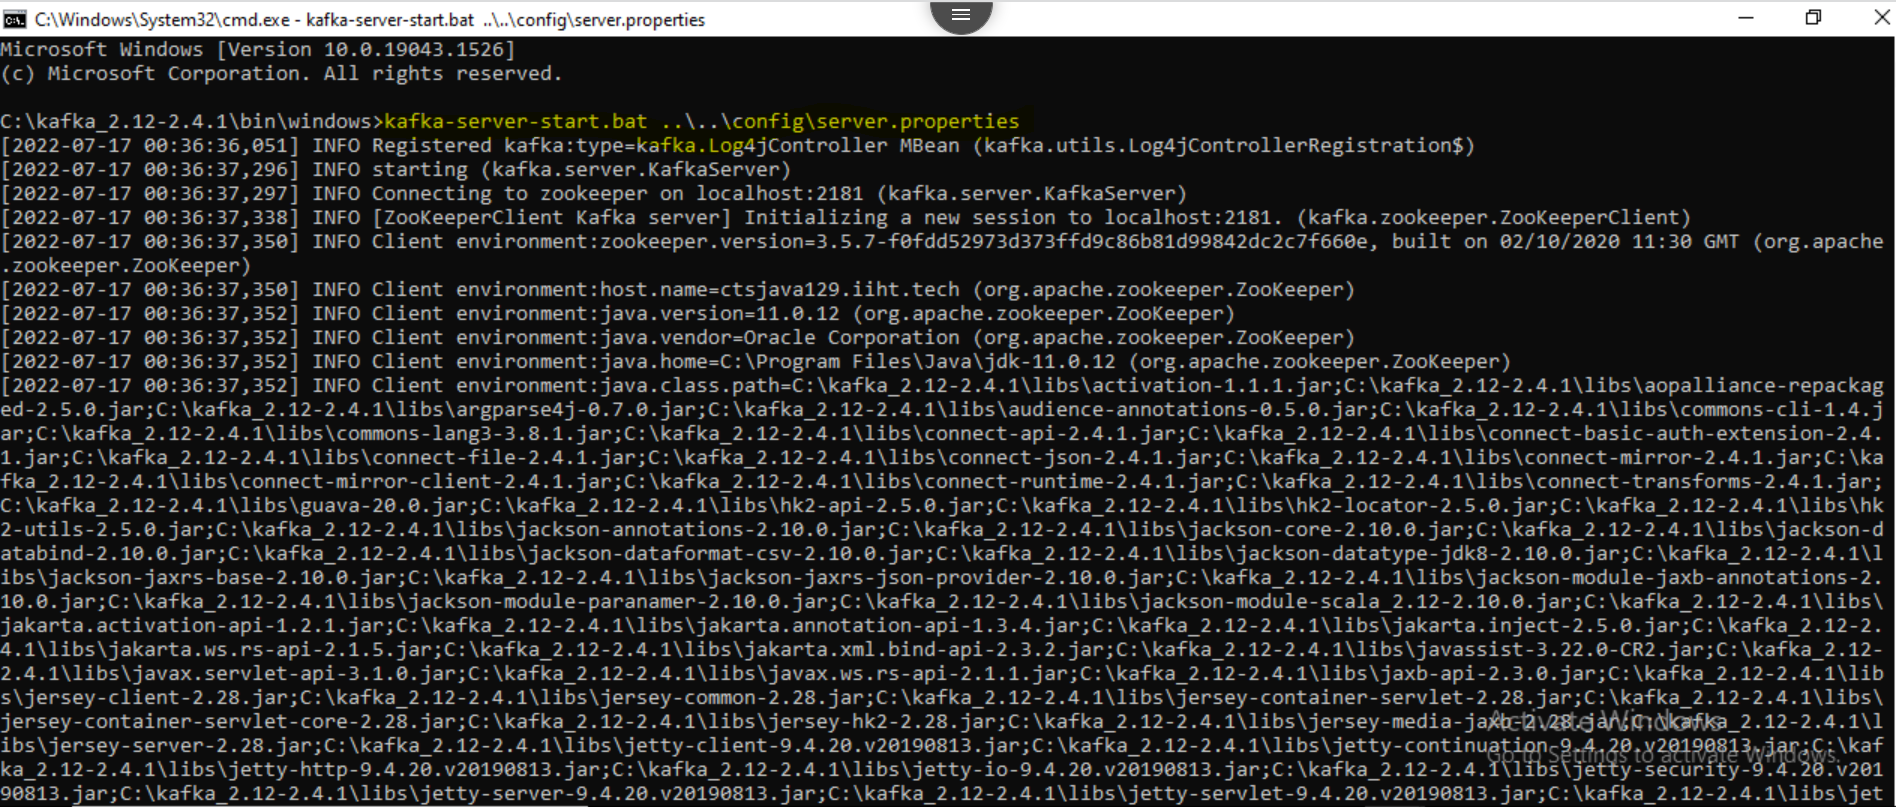 C:\Windows\System32\cmd.exe - kafka-server-start.bat ..\..\config\server.properties
Microsoft Windows [Version 10.0.19043.1526]
(c) Microsoft Corporation. All rights reserved.
C:\kafka_2.12-2.4.1\bin\windows>kafka-server-start.bat ..\..\config\server.properties
[2022-07-17 00:36:36,051] INFO Registered kafka:type=kafka.Log4jController MBean (kafka.utils.Log4jControllerRegistration$)
[2022-07-17 00:36:37,296] INFO starting (kafka.server.KafkaServer)
[2022-07-17 00:36:37,297] INFO Connecting to zookeeper on localhost:2181 (kafka.server.KafkaServer)
[2022-07-17 00:36:37,338] INFO [ZooKeeperClient Kafka server] Initializing a new session to localhost:2181. (kafka.zookeeper.ZooKeeperClient)
[2022-07-17 00:36:37,350] INFO Client environment:zookeeper.version=3.5.7-f0fdd52973d373ffd9c86b81d99842dc2c7f660e, built on 02/10/2020 11:30 GMT (org.apache
.zookeeper.ZooKeeper)
[2022-07-17 00:36:37,350] INFO Client environment:host.name=ctsjava129.iiht.tech (org.apache.zookeeper.ZooKeeper)
[2022-07-17 00:36:37,352] INFO Client environment:java.version=11.0.12 (org.apache.zookeeper.ZooKeeper)
[2022-07-17 00:36:37,352] INFO Client environment:java.vendor=Oracle Corporation (org.apache.zookeeper.ZooKeeper)
[2022-07-17 00:36:37,352] INFO Client environment:java.home=C:\Program Files\Java\jdk-11.0.12 (org.apache.zookeeper.ZooKeeper)
[2022-07-17 00:36:37,352] INFO Client environment:java.class.path=C:\kafka_2.12-2.4.1\libs\activation-1.1.1.jar;C:\kafka_2.12-2.4.1\libs\aopalliance-repackag
ed-2.5.0.jar;C:\kafka_2.12-2.4.1\libs\argparse4j-0.7.0.jar;C:\kafka_2.12-2.4.1\libs\audience-annotations-0.5.0.jar;C:\kafka_2.12-2.4.1\libs\commons-cli-1.4.j
ar;C:\kafka_2.12-2.4.1\libs\commons-lang3-3.8.1.jar;C:\kafka_2.12-2.4.1\libs\connect-api-2.4.1.jar;C:\kafka_2.12-2.4.1\libs\connect-basic-auth-extension-2.4.
1.jar;C:\kafka_2.12-2.4.1\libs\connect-file-2.4.1.jar;C:\kafka_2.12-2.4.1\libs\connect-json-2.4.1.jar;C:\kafka_2.12-2.4.1\libs\connect-mirror-2.4.1.jar;C:\ka
fka_2.12-2.4.1\libs\connect-mirror-client-2.4.1.jar;C:\kafka_2.12-2.4.1\libs\connect-runtime-2.4.1.jar;C:\kafka_2.12-2.4.1\libs\connect-transforms-2.4.1.jar;
C:\kafka_2.12-2.4.1\libs\guava-20.0.jar;C:\kafka_2.12-2.4.1\libs\hk2-api-2.5.0.jar;C:\kafka_2.12-2.4.1\libs\hk2-locator-2.5.0.jar;C:\kafka_2.12-2.4.1\libs\hk
2-utils-2.5.0.jar;C:\kafka_2.12-2.4.1\libs\jackson-annotations-2.10.0.jar;C:\kafka_2.12-2.4.1\libs\jackson-core-2.10.0.jar;C:\kafka_2.12-2.4.1\libs\jackson-d
atabind-2.10.0.jar;C:\kafka_2.12-2.4.1\libs\jackson-dataformat-csv-2.10.0.jar;C:\kafka_2.12-2.4.1\libs\jackson-datatype-jdk8-2.10.0.jar;C:\kafka_2.12-2.4.1\l
ibs\jackson-jaxrs-base-2.10.0.jar;C:\kafka_2.12-2.4.1\libs\jackson-jaxrs-json-provider-2.10.0.jar;C:\kafka_2.12-2.4.1\libs\jackson-module-jaxb-annotations-2.
10.0.jar;C:\kafka_2.12-2.4.1\libs\jackson-module-paranamer-2.10.0.jar;C:\kafka_2.12-2.4.1\libs\jackson-module-scala_2.12-2.10.0.jar;C:\kafka_2.12-2.4.1\libs\
jakarta.activation-api-1.2.1.jar;C:\kafka_2.12-2.4.1\libs\jakarta.annotation-api-1.3.4.jar;C:\kafka_2.12-2.4.1\libs\jakarta.inject-2.5.0.jar;C:\kafka_2.12-2.
4.1\libs\jakarta.ws.rs-api-2.1.5.jar;C:\kafka_2.12-2.4.1\libs\jakarta.xml.bind-api-2.3.2.jar;C:\kafka_2.12-2.4.1\libs\javassist-3.22.0-CR2.jar;C:\kafka_2.12-
2.4.1\libs\javax.servlet-api-3.1.0.jar;C:\kafka_2.12-2.4.1\libs\javax.ws.rs-api-2.1.1.jar;C:\kafka_2.12-2.4.1\libs\jaxb-api-2.3.0.jar;C:\kafka_2.12-2.4.1\lib
s\jersey-client-2.28.jar;C:\kafka_2.12-2.4.1\libs\jersey-common-2.28.jar;C:\kafka_2.12-2.4.1\libs\jersey-container-servlet-2.28.jar;C:\kafka_2.12-2.4.1\libs\
jersey-container-servlet-core-2.28.jar;C:\kafka_2.12-2.4.1\libs\jersey-hk2-2.28.jar;C:\kafka_2.12-2.4.1\libs\jersey-media-jaxb-2.28.jar;C:\kafka_2.12-2.4.1\l
ibs\jersey-server-2.28.jar;C:\kafka_2.12-2.4.1\libs\jetty-client-9.4.20.v20190813.jar;C:\kafka_2.12-2.4.1\libs\jetty-continuation-9.4.20.v20190813.jar;C:\kaf
ka_2.12-2.4.1\libs\jetty-http-9.4.20.v20190813.jar;C:\kafka_2.12-2.4.1\libs\jetty-io-9.4.20.v20190813.jar;C:\kafka_2.12-2.4.1\libs\jetty-security-9.4.20.v201
90813.jar;C:\kafka_2.12-2.4.1\libs\jetty-server-9.4.20.v20190813.jar;C:\kafka_2.12-2.4.1\libs\jetty-servlet-9.4.20.v20190813.jar;C:\kafka_2.12-2.4.1\libs\jet
Activate Windows
Go to Settings to activate Windows.